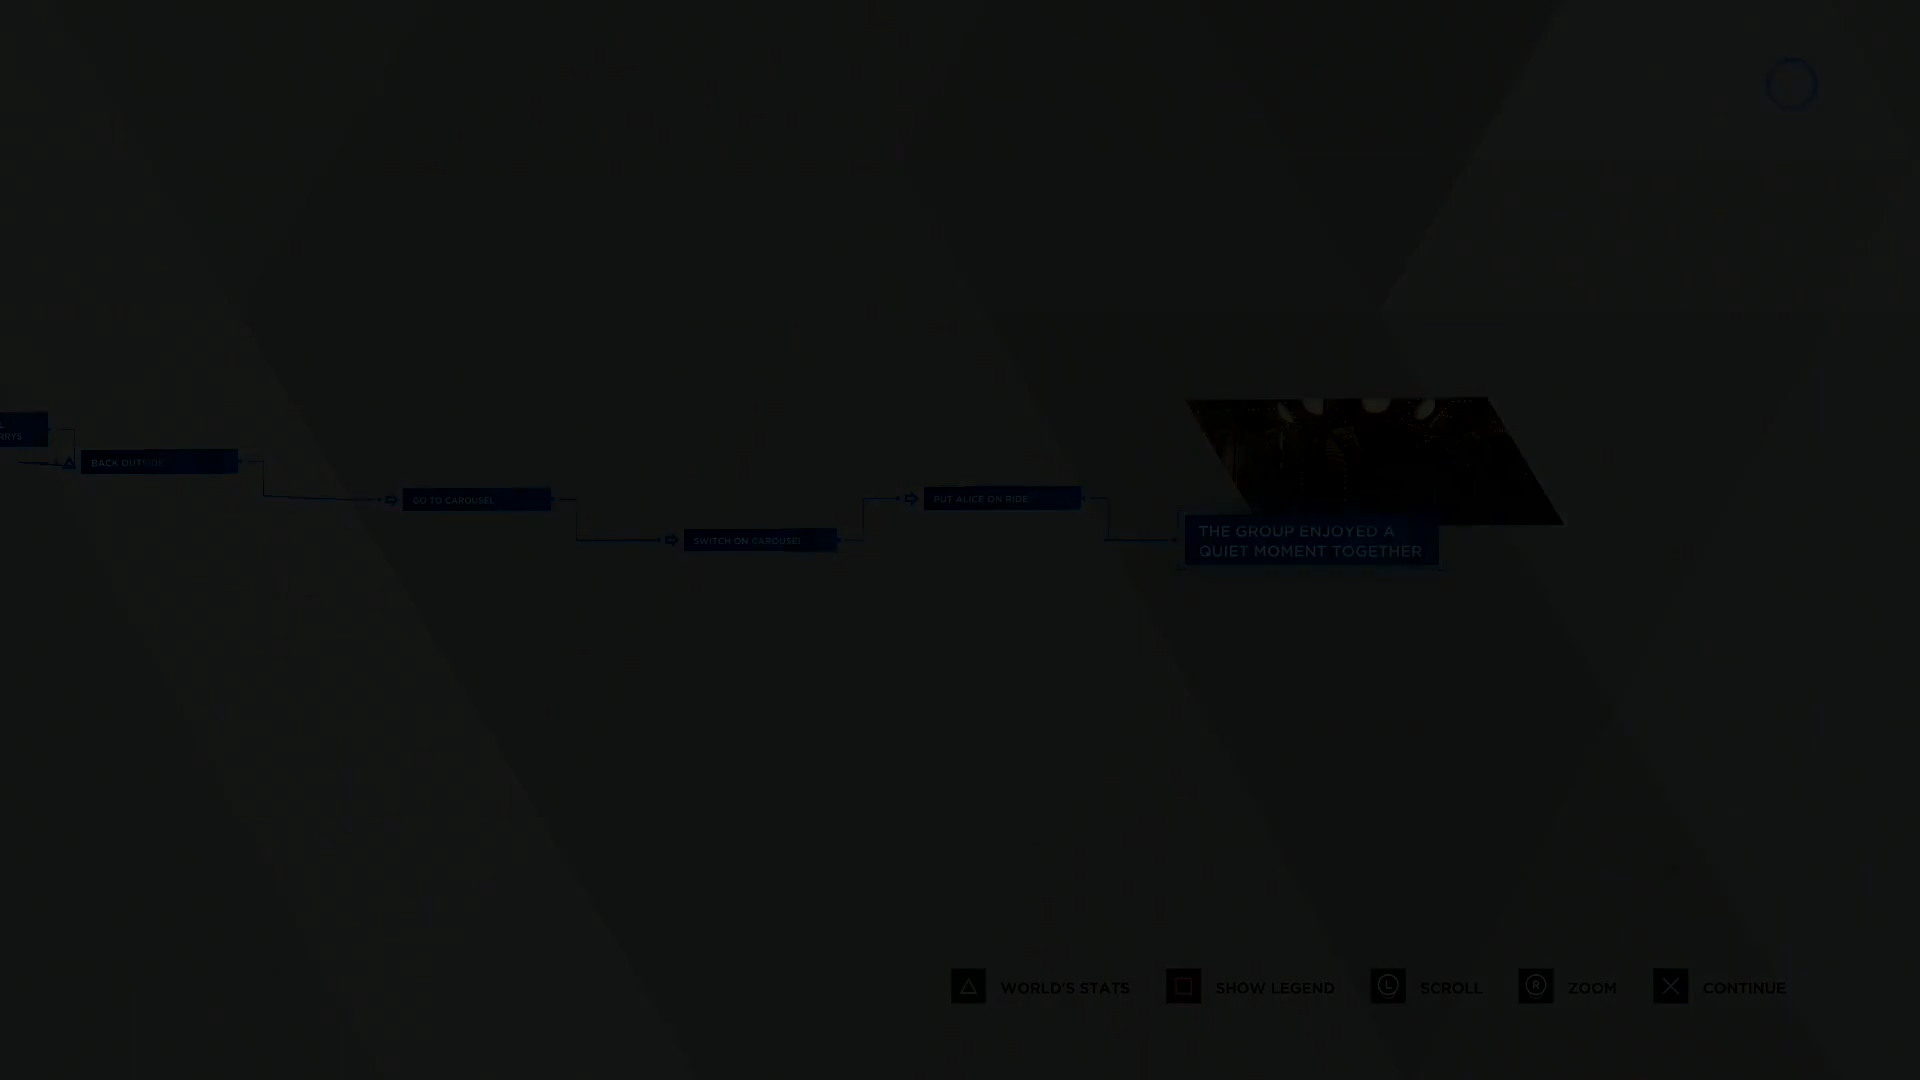 RRYS
BACK OUTSIDE
GO TO CAROUSEL
SWITCH ON CAROUSEL
PUT ALICE ON RIDE
THE GROUP ENJOYED A
QUIET MOMENT TOGETHER
WORLD'S STATS
SHOW LEGEND
L
SCROLL
R
ZOOM
CONTINUE